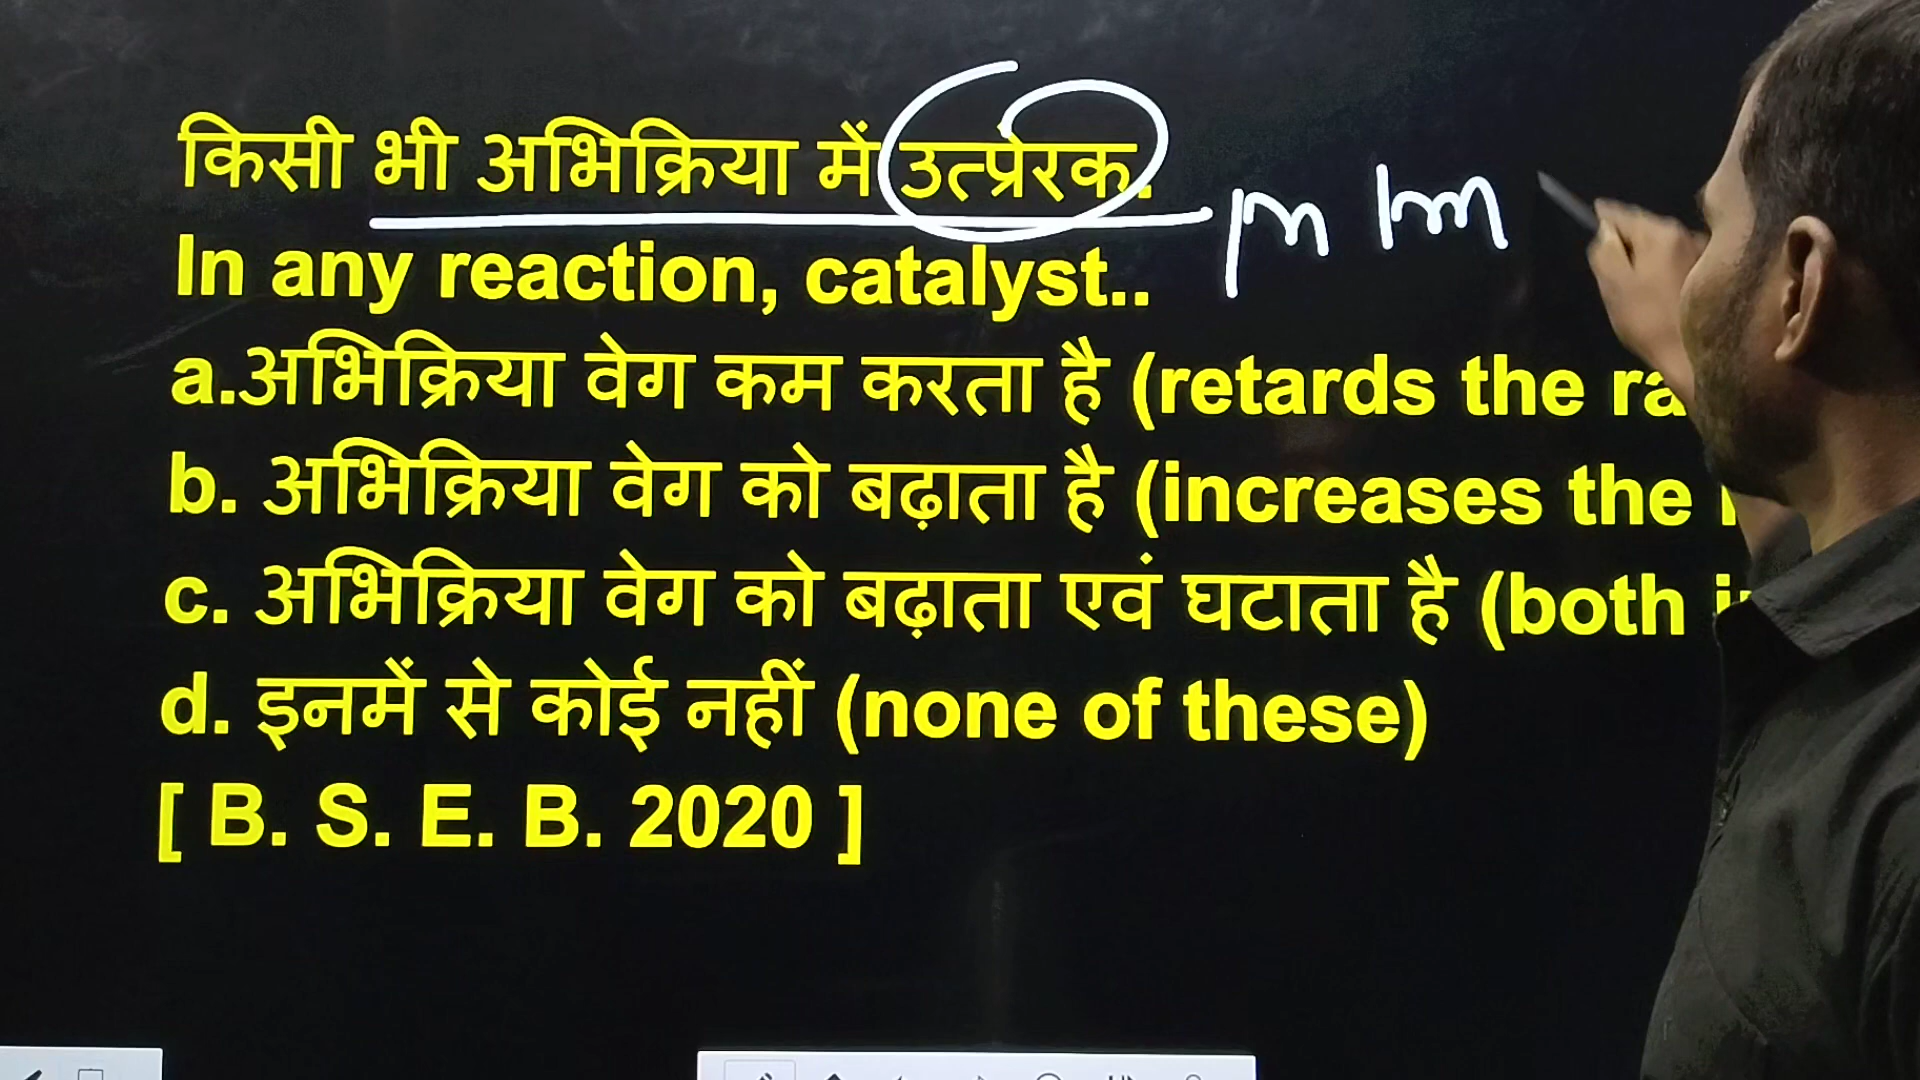 किसी भी अभिक्रिया में उत्प्रेरक.
In any reaction, catalyst..
a.अभिक्रिया वेग कम करता है (retards the
b. अभिक्रिया वेग को बढ़ाता है (increases the
c. अभिक्रिया वेग को बढ़ाता एवं घटाता है (both
d. इनमें से कोई नहीं (none of these)
[ B. S. E. B. 2020 ]